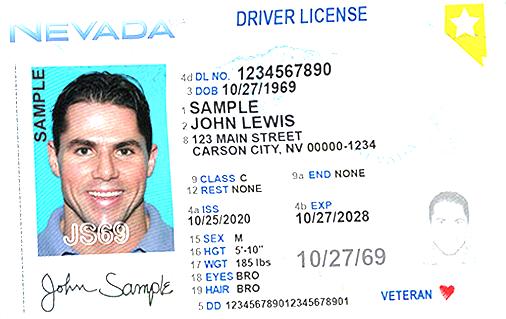 NEVADA
DRIVER LICENSE
SAMPLE
4d DL NO. 1234567890
3 DOB 10/27/1969
1 SAMPLE
2 JOHN LEWIS
8 123 MAIN STREET
CARSON CITY, NV 00000-1234
9 CLASS C 9a END NONE
12 REST NONE
4a ISS 4b EXP
10/25/2020 10/27/2028
15 SEX M
16 HGT 5'-10"
17 WGT 185 lbs
18 EYES BRO
19 HAIR BRO
10/27/69
JS69
John Sample
5 DD 12345678901234567890​1
VETERAN